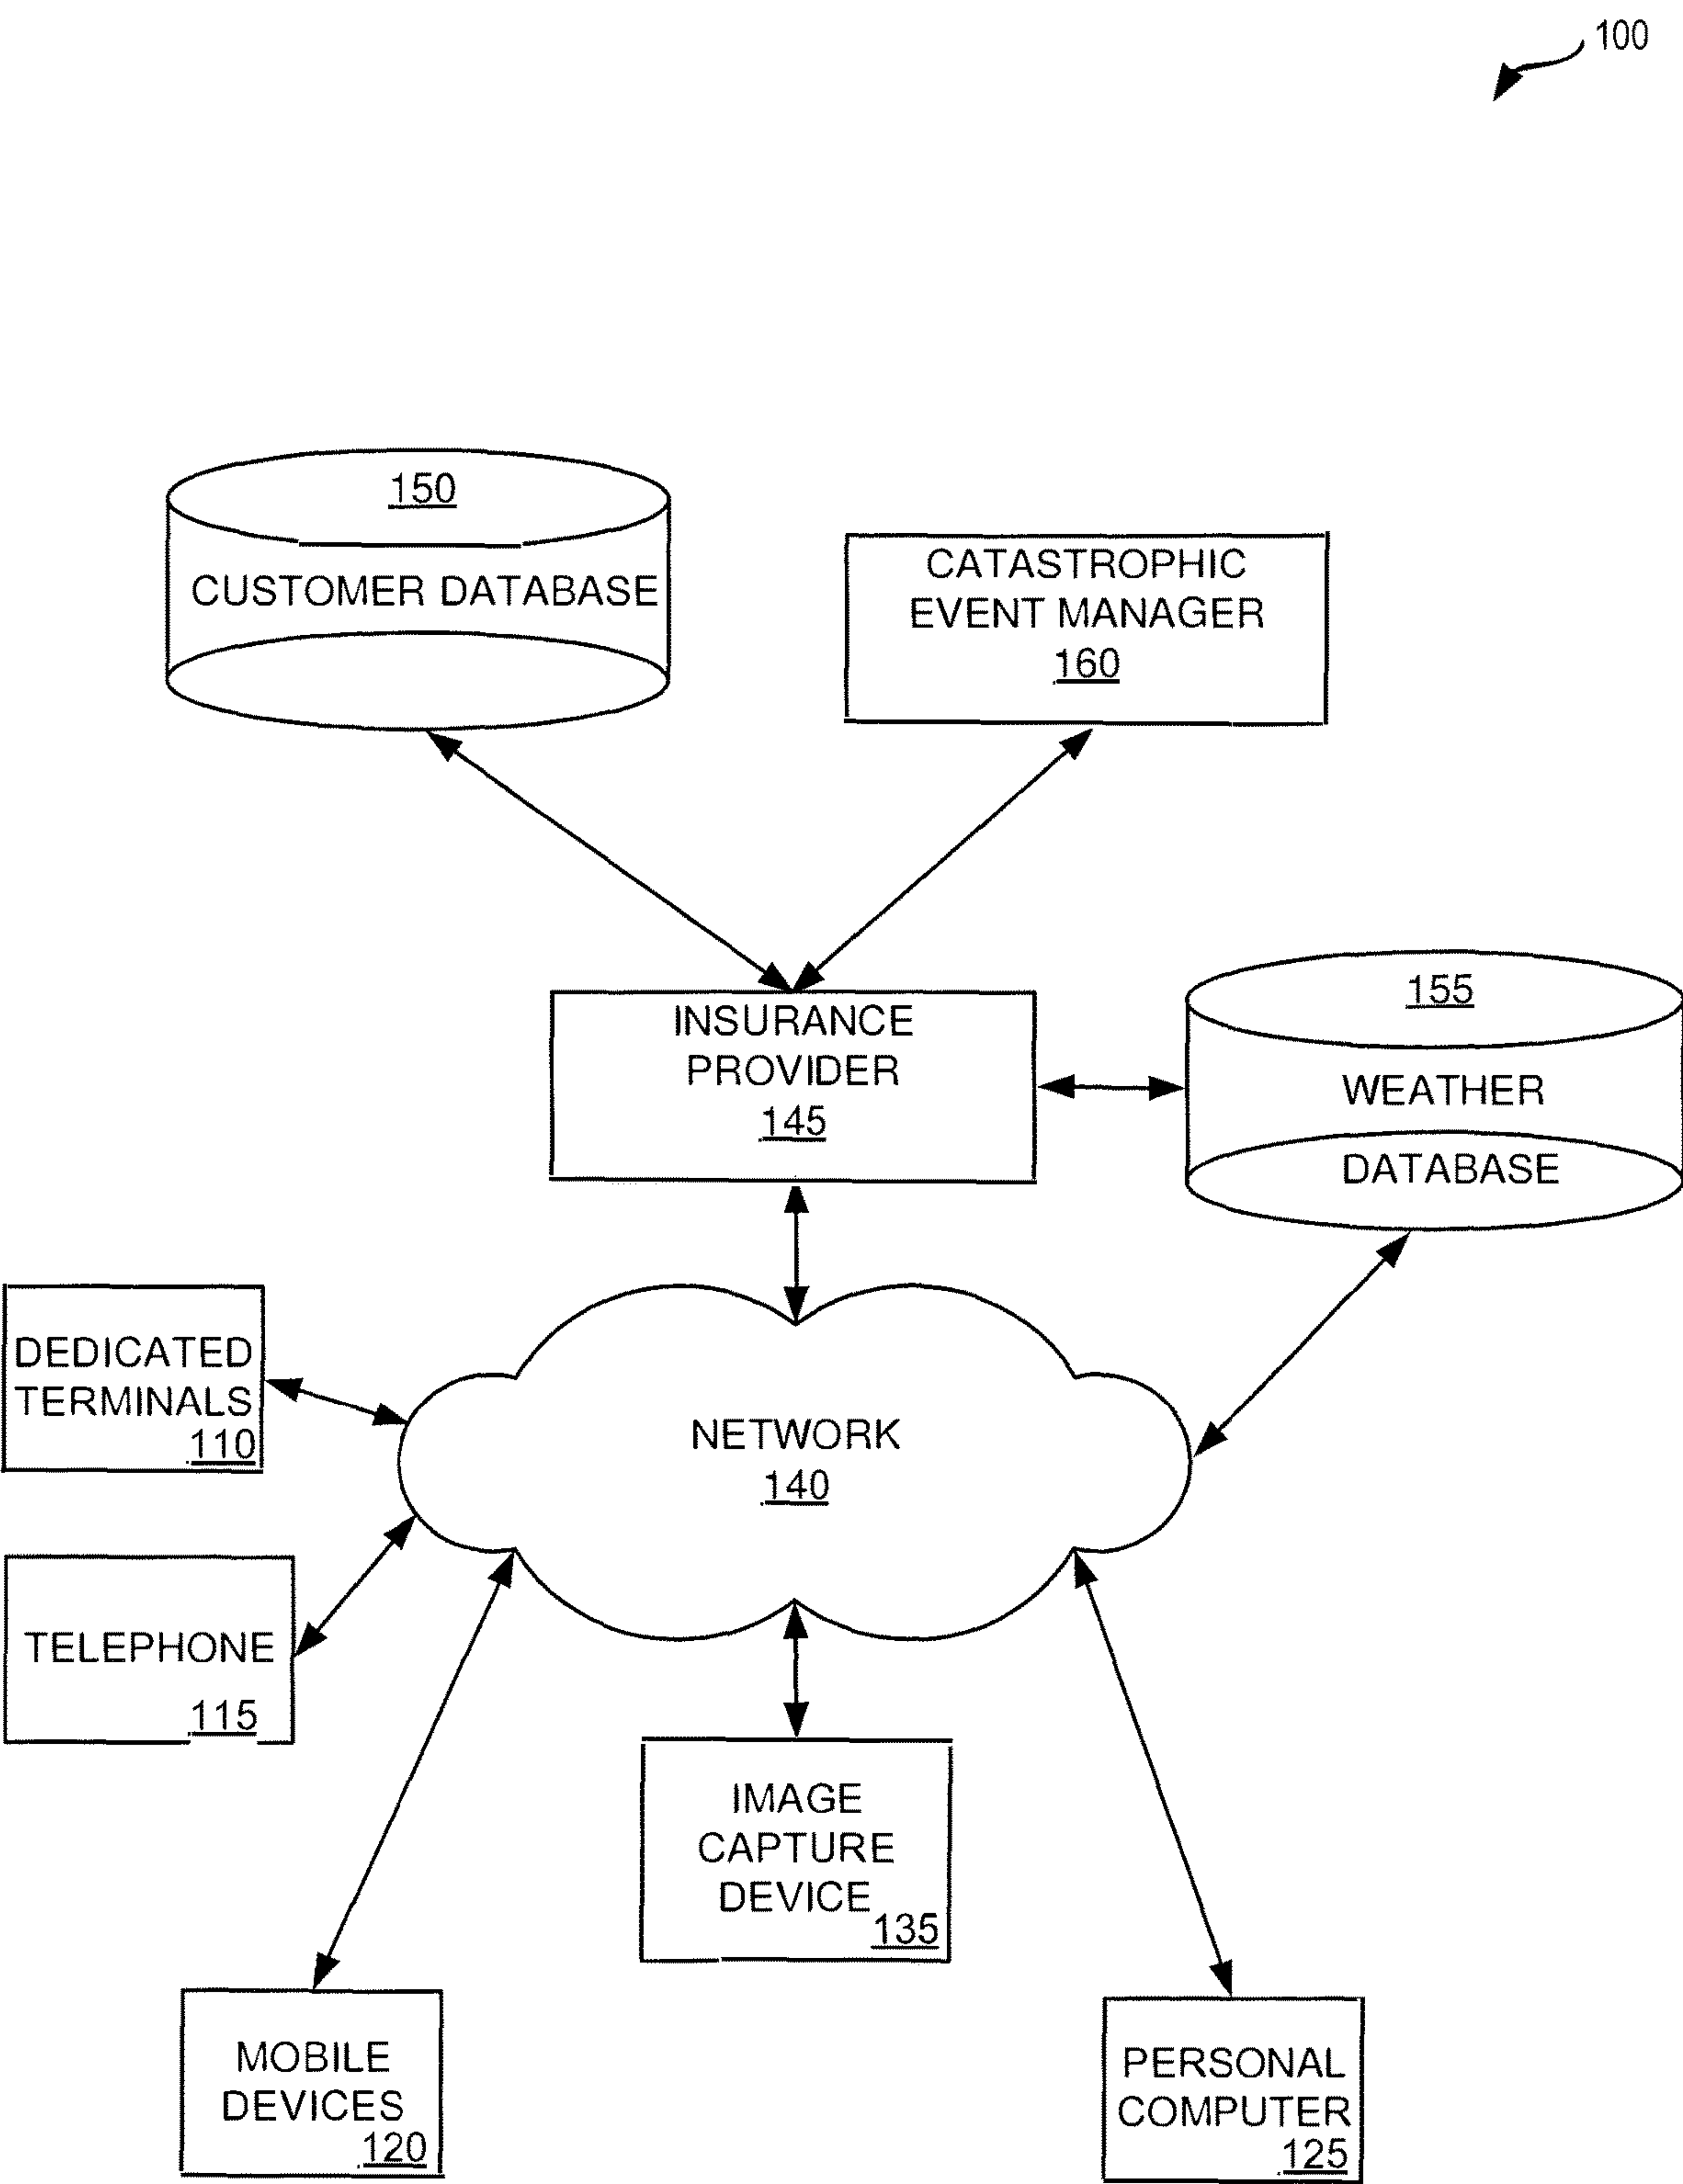 100
150
CUSTOMER DATABASE
CATASTROPHIC
EVENT MANAGER
160
INSURANCE
PROVIDER
145
155
WEATHER
DATABASE
DEDICATED
TERMINALS
110
NETWORK
140
TELEPHONE
115
IMAGE
CAPTURE
DEVICE
135
MOBILE
DEVICES
120
PERSONAL
COMPUTER
125